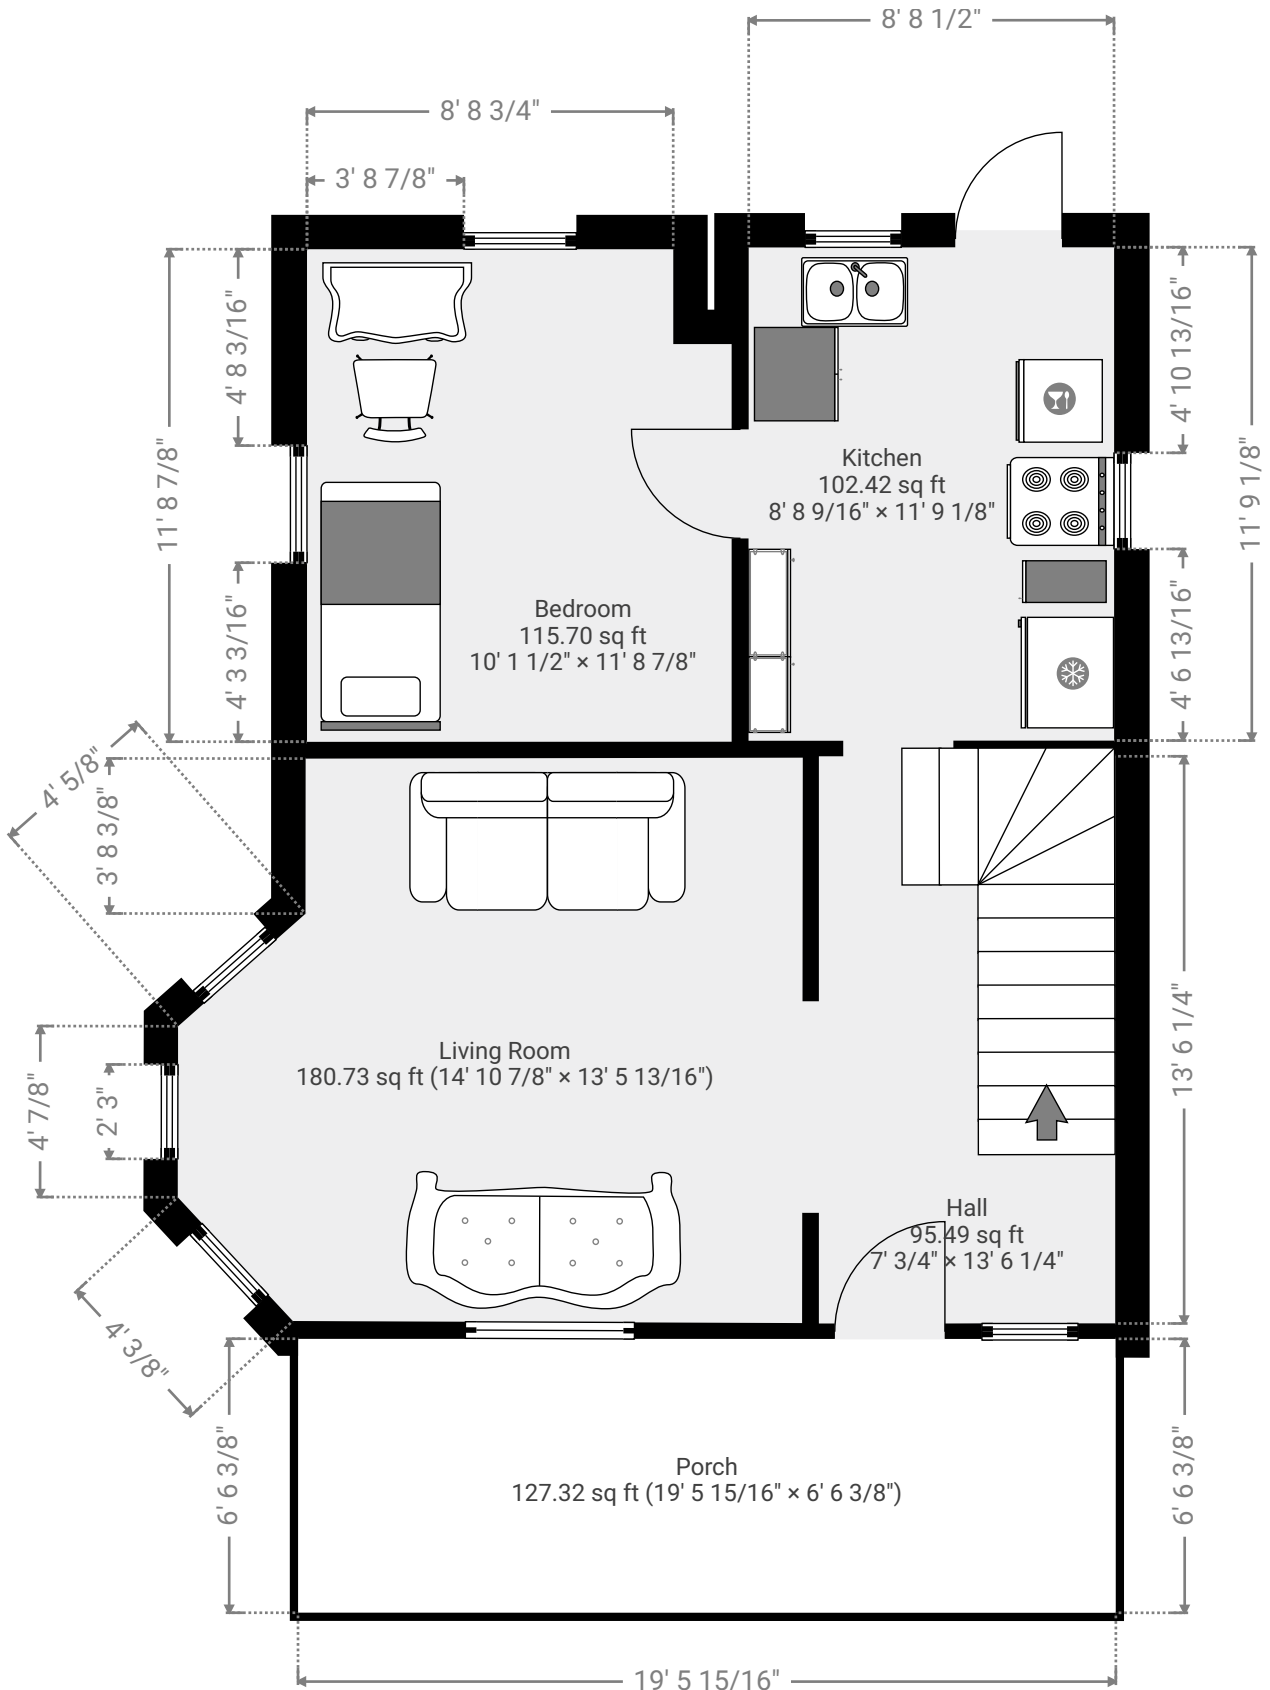 8' 8 1/2"
8' 8 3/4"
3' 8 7/8"
4' 8 3/16"
11' 8 7/8"
4' 3 3/16"
4' 10 13/16"
11' 9 1/8"
4' 6 13/16"
Kitchen
102.42 sq ft
8' 8 9/16" × 11' 9 1/8"
Bedroom
115.70 sq ft
10' 1 1/2" × 11' 8 7/8"
4' 5/8"
3' 8 3/8"
4' 7/8"
2' 3"
13' 6 1/4"
Living Room
180.73 sq ft (14' 10 7/8" × 13' 5 13/16")
Hall
95.49 sq ft
7' 3/4" × 13' 6 1/4"
4' 3/8"
6' 6 3/8"
6' 6 3/8"
Porch
127.32 sq ft (19' 5 15/16" × 6' 6 3/8")
19' 5 15/16"